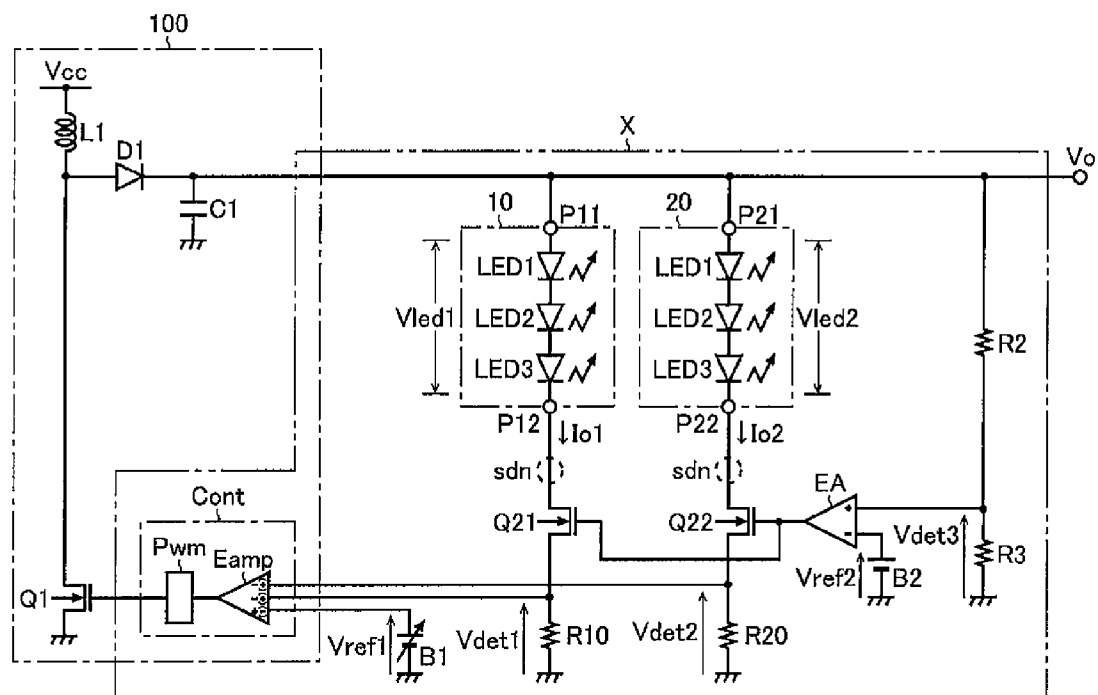 100
Vcc
L1
D1
C1
X
Vo
10
P11
20
P21
LED1
LED1
Vled1
LED2
LED2
Vled2
LED3
LED3
R2
P12
↓Io1
P22
↓Io2
sdn
sdn
EA
Cont
Q21
Q22
Vdet3
R3
Pwm
Eamp
Vref2
B2
Q1
Vref1
B1
Vdet1
R10
Vdet2
R20